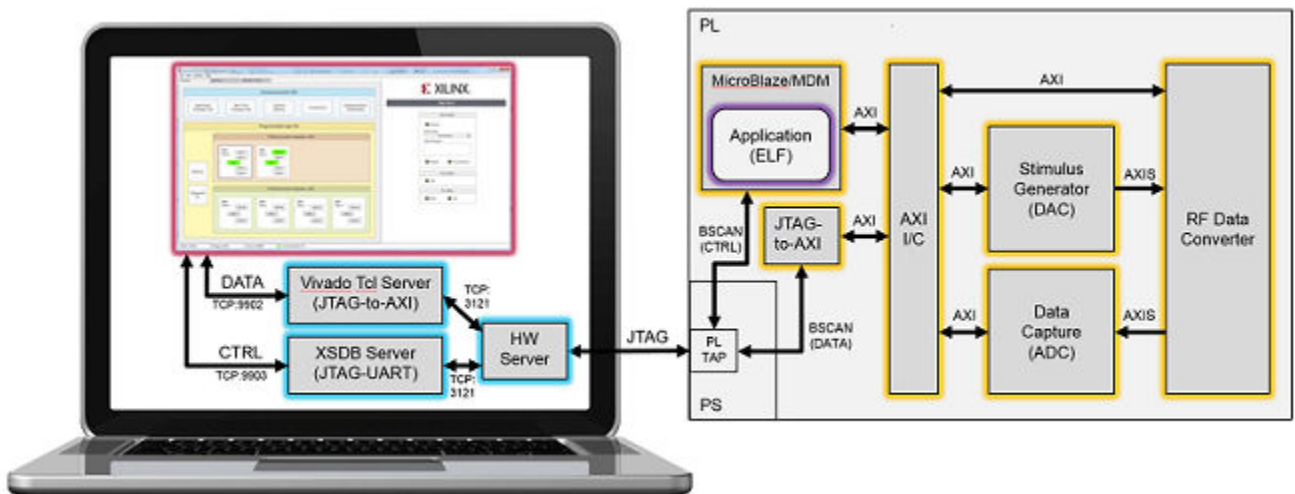 XILINX
DATA
TCP:9902
Vivado Tcl Server
(JTAG-to-AXI)
TCP:
3121
CTRL
TCP:9903
XSDB Server
(JTAG-UART)
TCP:
3121
HW
Server
JTAG
PL
MicroBlaze/MDM
Application
(ELF)
AXI
BSCAN
(CTRL)
JTAG-
to-AXI
AXI
PL
TAP
BSCAN
(DATA)
PS
AXI
I/C
AXI
AXI
Stimulus
Generator
(DAC)
AXIS
AXI
Data
Capture
(ADC)
AXIS
RF Data
Converter